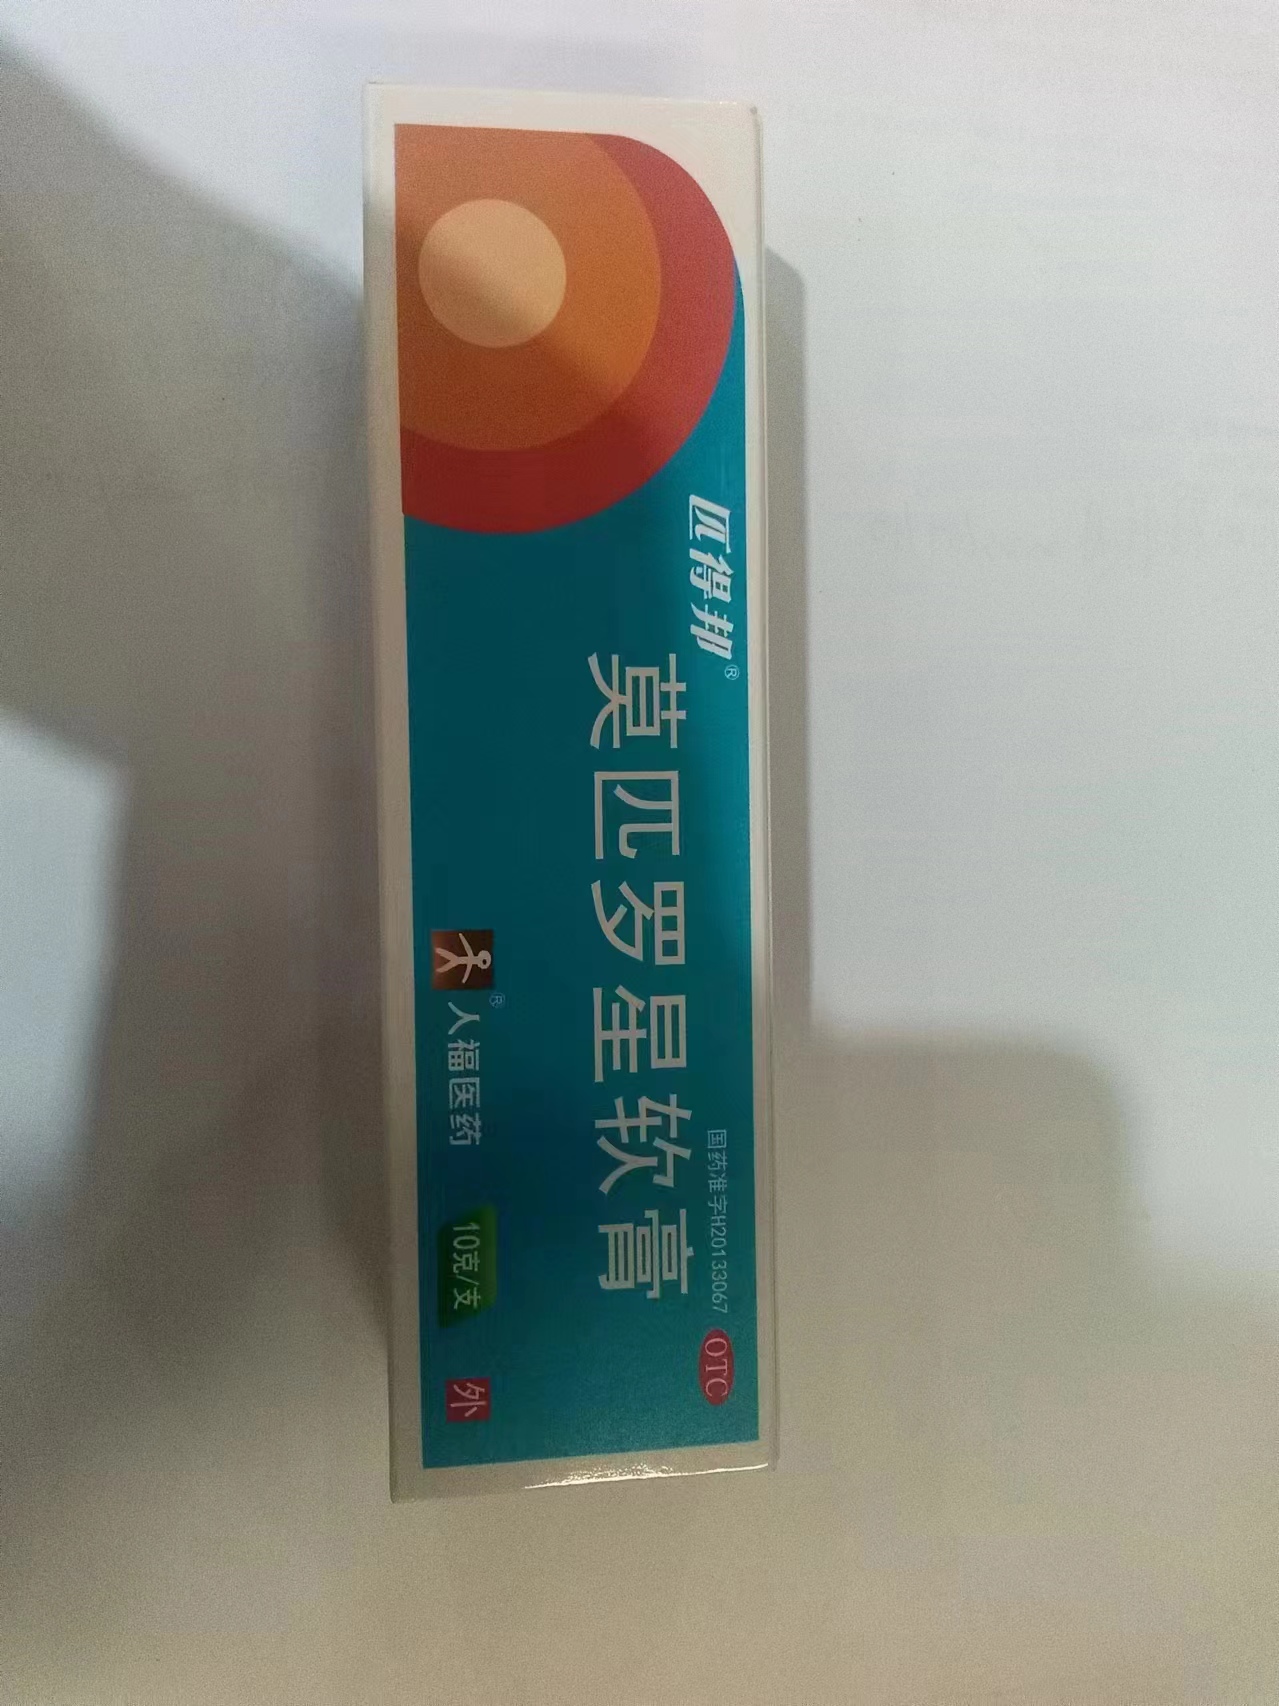 匹得邦®
国药准字H20133067
OTC
莫匹罗星软膏
®
人福医药
10克/支
外